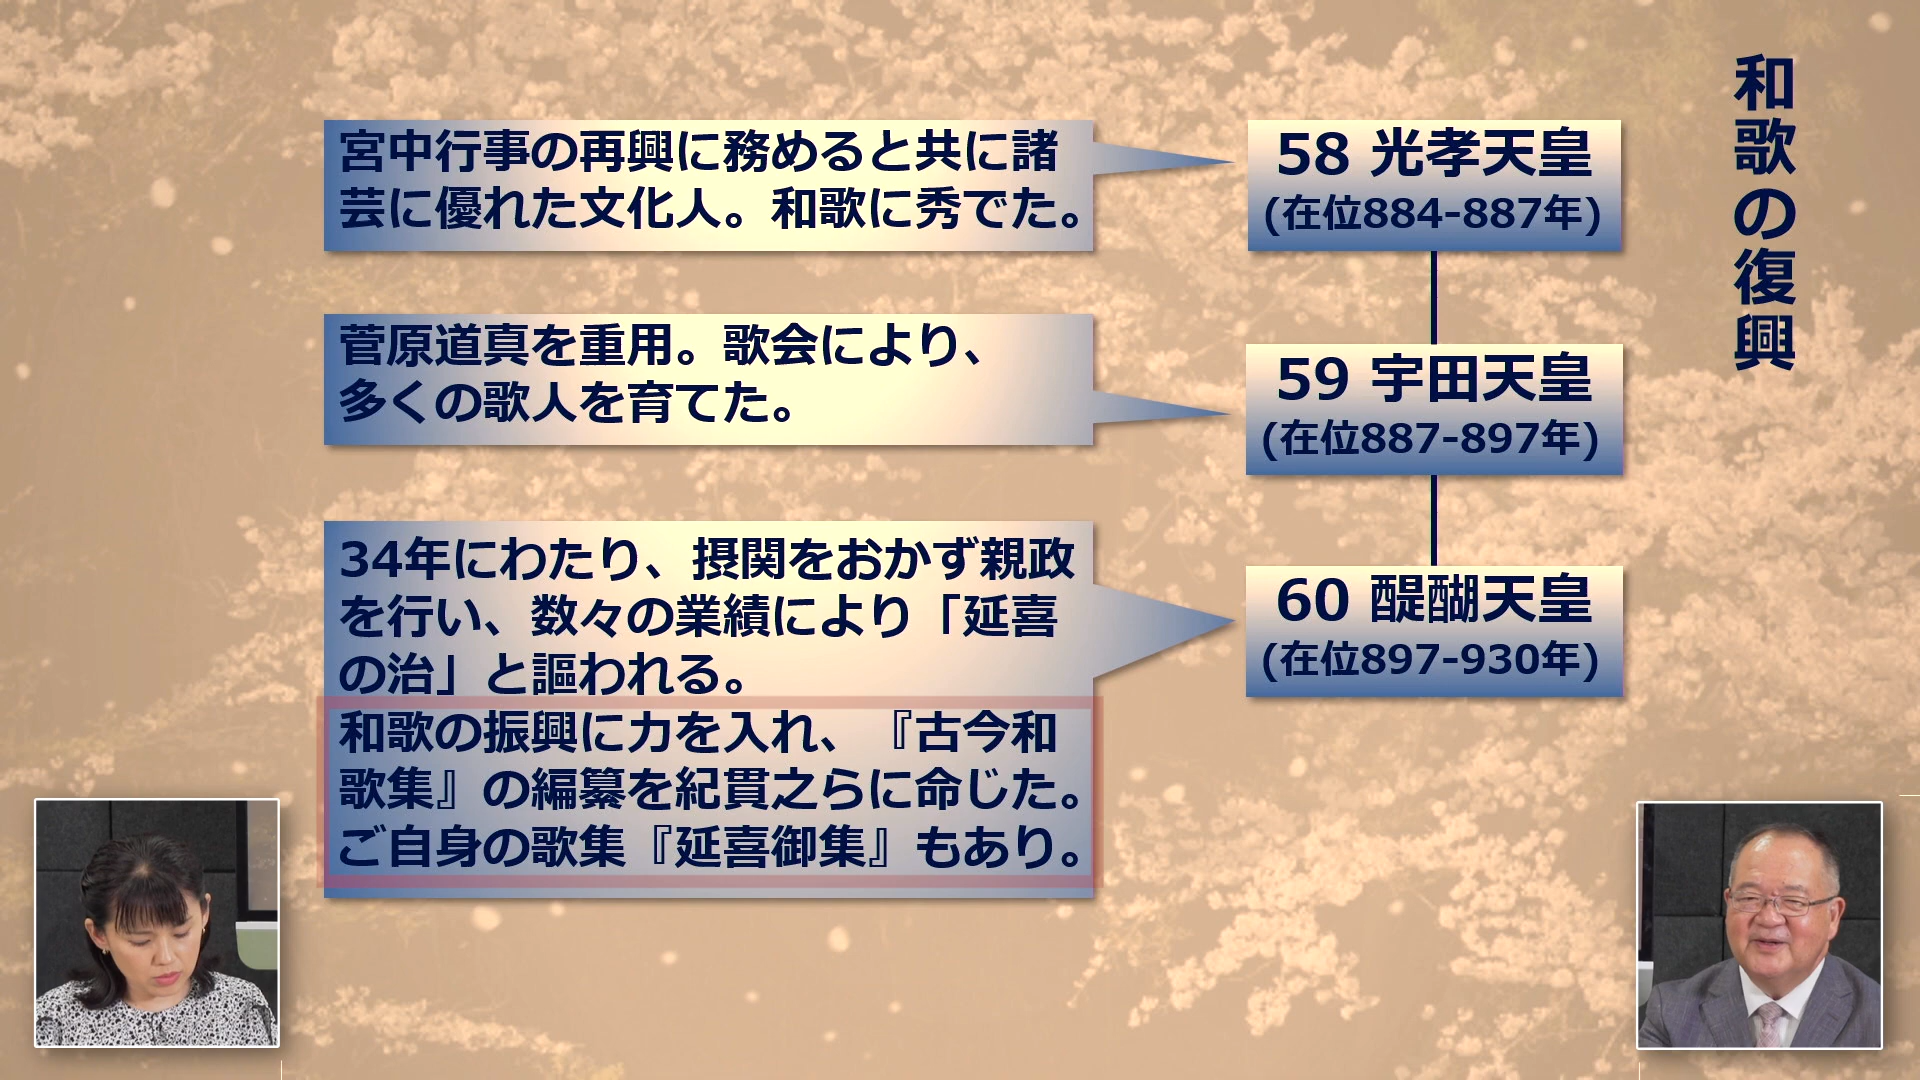 和歌の復興
58 光孝天皇
(在位884-887年)
宮中行事の再興に務めると共に諸
芸に優れた文化人。和歌に秀でた。
59 宇田天皇
(在位887-897年)
菅原道真を重用。歌会により、
多くの歌人を育てた。
60 醍醐天皇
(在位897-930年)
34年にわたり、摂関をおかず親政
を行い、数々の業績により「延喜
の治」と謳われる。
和歌の振興に力を入れ、『古今和
歌集』の編纂を紀貫之らに命じた。
ご自身の歌集『延喜御集』もあり。